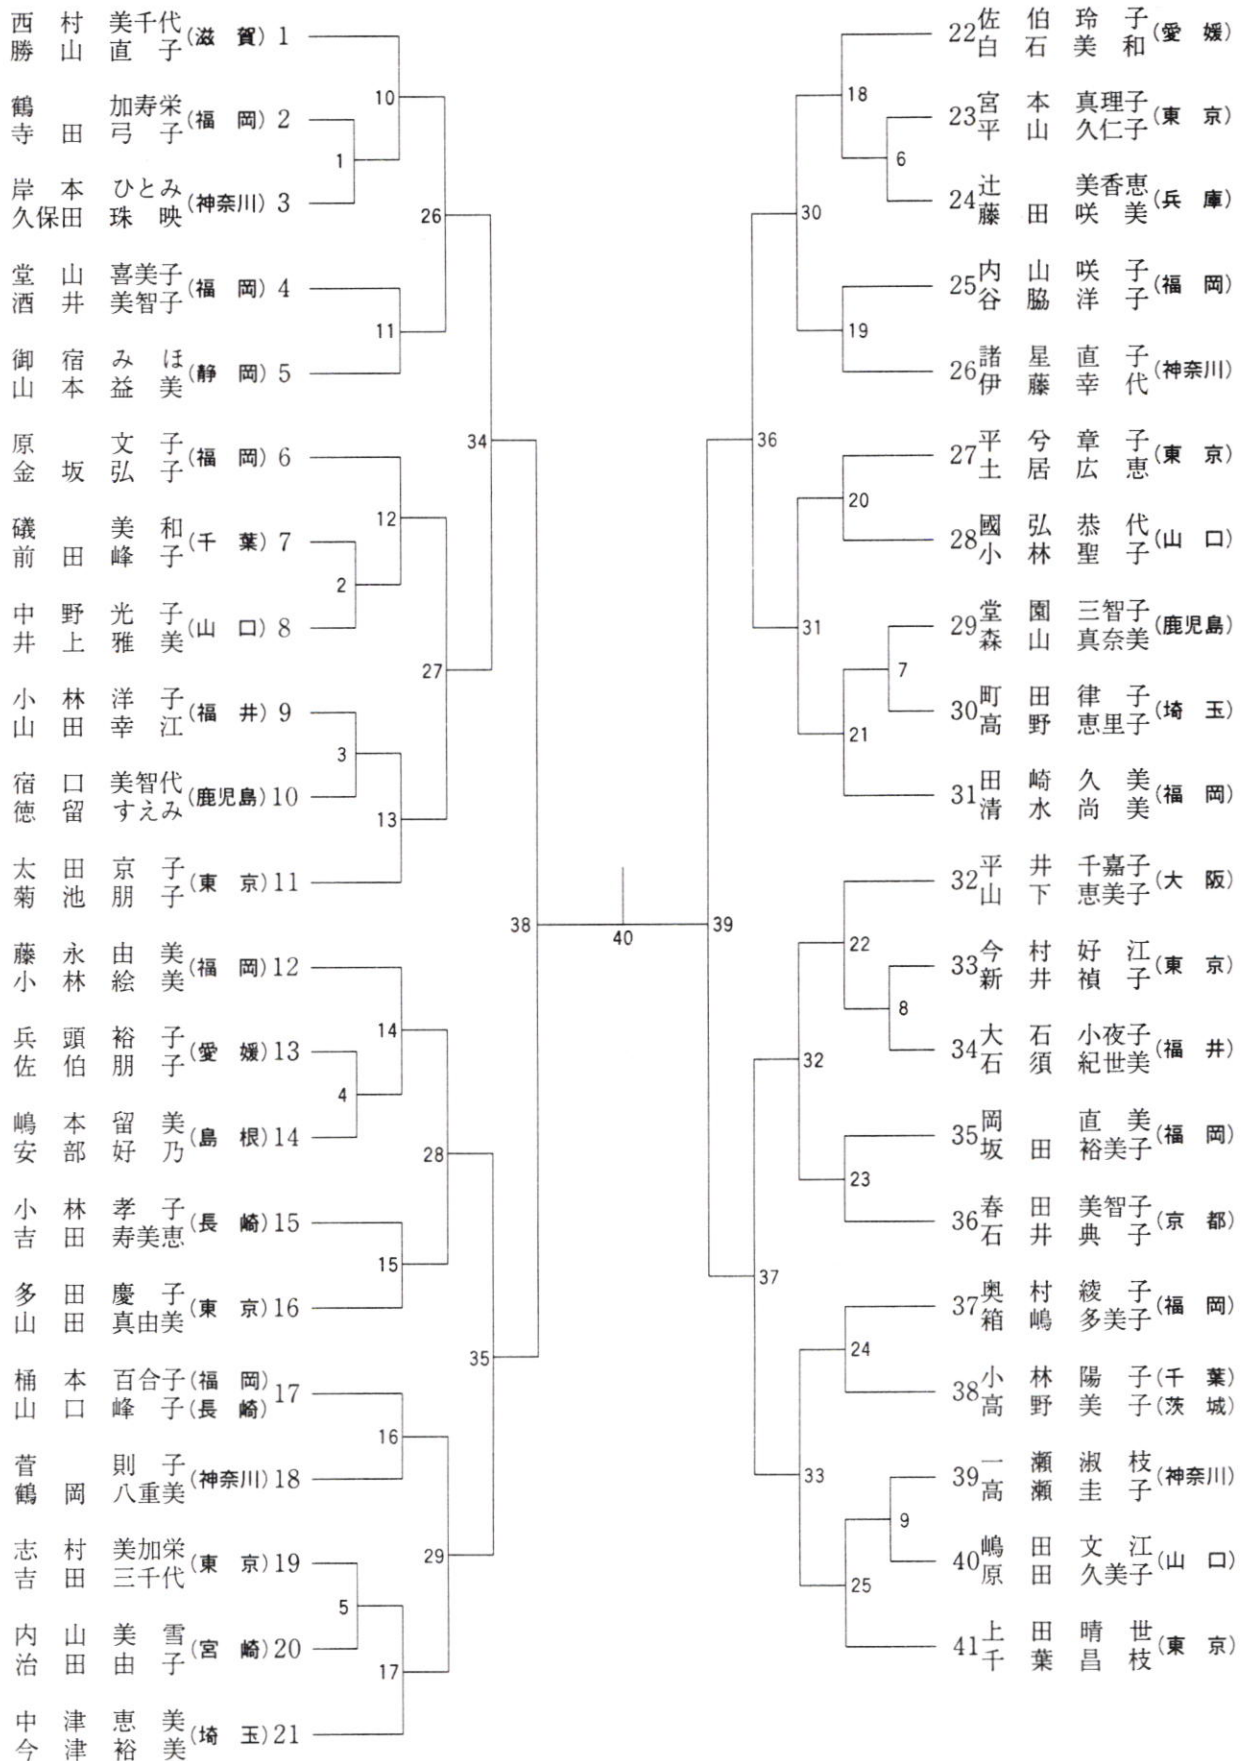 西村 美千代
(滋賀) 1
勝山 直子
鶴 加寿栄
(福岡) 2
寺田 弓子
岸本 ひとみ
(神奈川) 3
久保田 珠映
堂山 喜美子
(福岡) 4
酒井 美智子
御宿 みほ
(静岡) 5
山本 益美
原 文子
(福岡) 6
金坂 弘子
礒 美和
(千葉) 7
前田 峰子
中野 光子
(山口) 8
井上 雅美
小林 洋子
(福井) 9
山田 幸江
宿口 美智代
(鹿児島) 10
徳留 すえみ
太田 京子
(東京) 11
菊池 朋子
藤永 由美
(福岡) 12
小林 絵美
兵頭 裕子
(愛媛) 13
佐伯 朋子
嶋本 留美
(島根) 14
安部 好乃
小林 孝子
(長崎) 15
吉田 寿美恵
多田 慶子
(東京) 16
山田 真由美
桶本 百合子 (福岡)
17
山口 峰子 (長崎)
菅 則子
(神奈川) 18
鶴岡 八重美
志村 美加栄
(東京) 19
吉田 三千代
内山 美雪
(宮崎) 20
治田 由子
中津 恵美
(埼玉) 21
今津 裕美
10
1
26
11
34
12
2
27
3
13
38
14
4
28
15
35
16
29
5
17
40
39
18
6
30
19
36
20
31
7
21
22
8
32
23
37
24
33
9
25
佐伯 玲子
22 (愛媛)
白石 美和
宮本 真理子
23 (東京)
平山 久仁子
辻 美香恵
24 (兵庫)
藤田 咲美
内山 咲子
25 (福岡)
谷脇 洋子
諸星 直子
26 (神奈川)
伊藤 幸代
平兮 章子
27 (東京)
土居 広恵
國弘 恭代
28 (山口)
小林 聖子
堂園 三智子
29 (鹿児島)
森山 真奈美
町田 律子
30 (埼玉)
高野 恵里子
田崎 久美
31 (福岡)
清水 尚美
平井 千嘉子
32 (大阪)
山下 恵美子
今村 好江
33 (東京)
新井 禎子
大石 小夜子
34 (福井)
石須 紀世美
岡 直美
35 (福岡)
坂田 裕美子
春田 美智子
36 (京都)
石井 典子
奥村 綾子
37 (福岡)
箱嶋 多美子
小林 陽子 (千葉)
38
高野 美子 (茨城)
一瀬 淑枝
39 (神奈川)
高瀬 圭子
嶋田 文江
40 (山口)
原田 久美子
上田 晴世
41 (東京)
千葉 昌枝